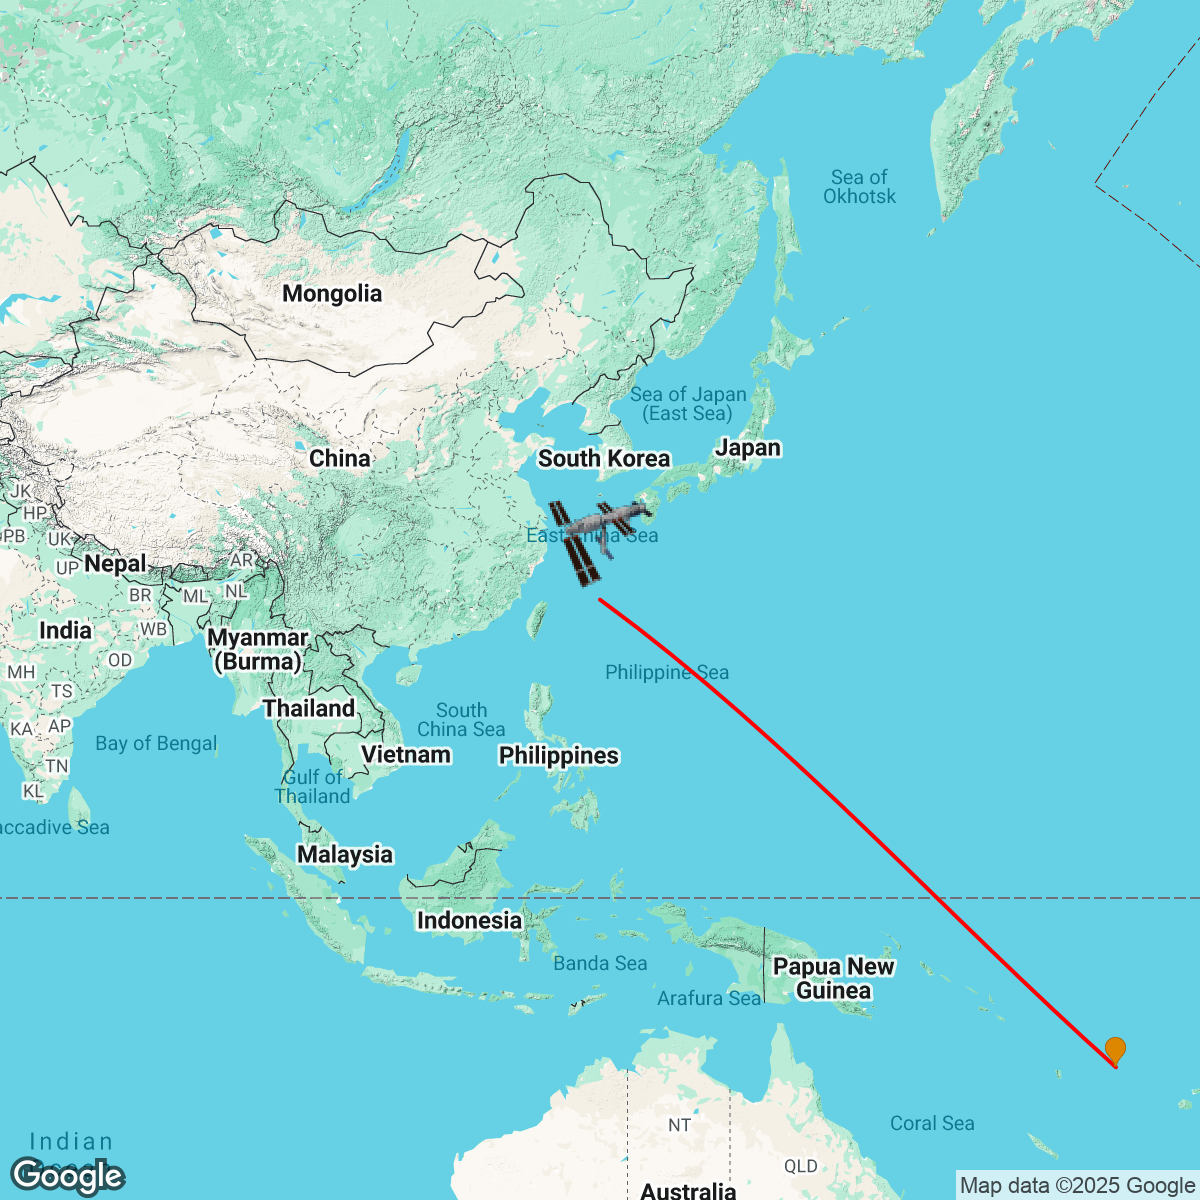 Sea of
Okhotsk
Mongolia
Sea of Japan
(East Sea)
Japan
China
South Korea
JK
HP
PB
UK
East China Sea
UP
Nepal
AR
BR
ML
NL
India
WB
Myanmar
(Burma)
OD
MH
Philippine Sea
TS
Thailand
South
China Sea
KA
AP
Bay of Bengal
Vietnam
Philippines
TN
Gulf of
Thailand
KL
accadive Sea
Malaysia
Indonesia
Banda Sea
Papua New
Guinea
Arafura Sea
Coral Sea
NT
Indian
QLD
Google
Australia
Map data ©2025 Google